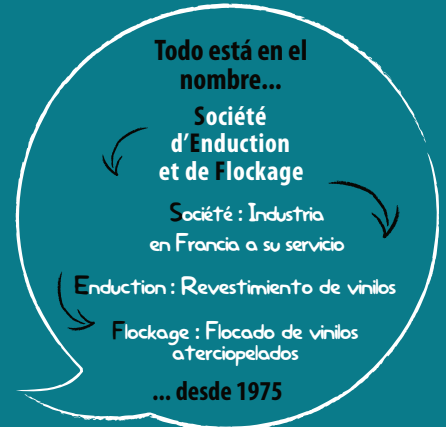 Todo está en el
nombre...
Société
d'Enduction
et de Flockage
Société : Industria
en Francia a su servicio
Enduction : Revestimiento de vinilos
Flockage : Flocado de vinilos
aterciopelados
... desde 1975